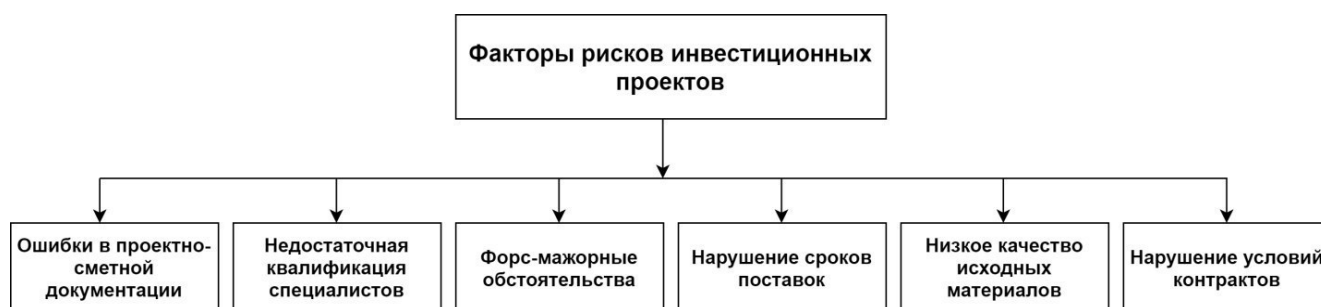 Факторы рисков инвестиционных
проектов
Ошибки в проектно-
сметной
документации
Недостаточная
квалификация
специалистов
Форс-мажорные
обстоятельства
Нарушение сроков
поставок
Низкое качество
исходных
материалов
Нарушение условий
контрактов